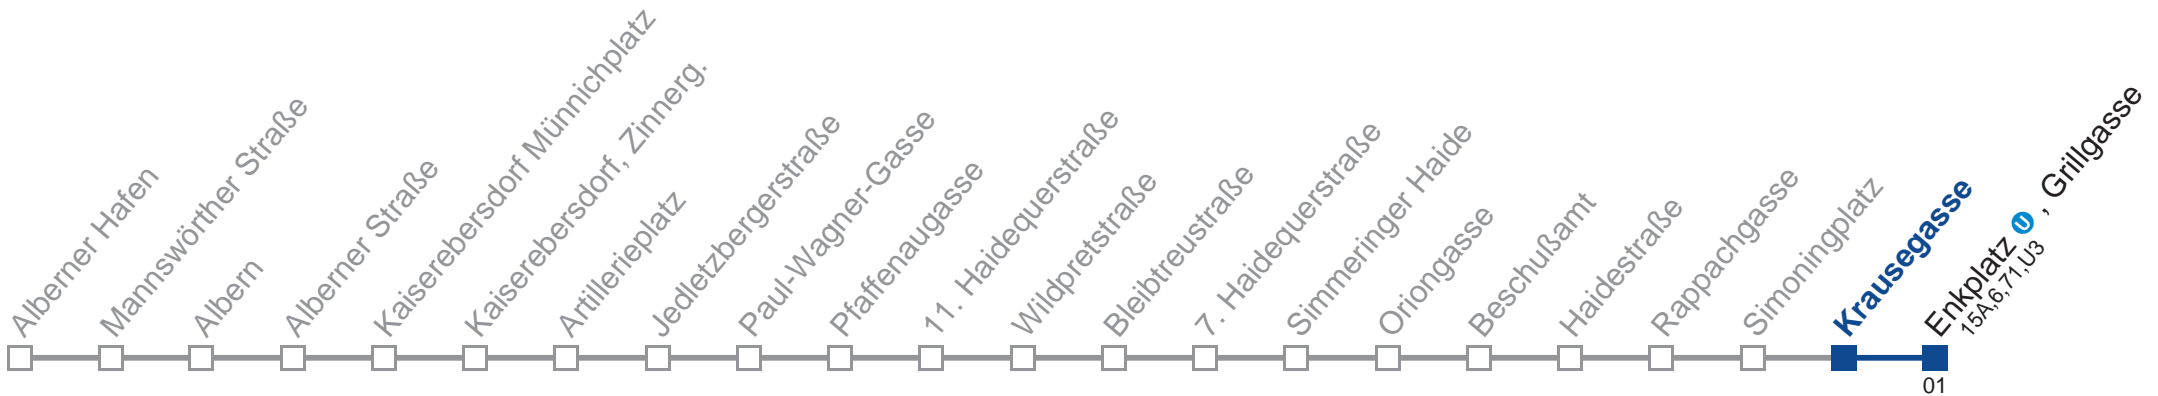 Alberner Hafen
Mannswörther Straße
Albern
Alberner Straße
Kaiserebersdorf Münnichplatz
Kaiserebersdorf, Zinnerg.
Artillerieplatz
Jedletzbergerstraße
Paul-Wagner-Gasse
Pfaffenaugasse
11. Haidequerstraße
Wildpretstraße
Bleibtreustraße
7. Haidequerstraße
Simmeringer Haide
Oriongasse
Beschußamt
Haidestraße
Rappachgasse
Simoningplatz
Krausegasse
Enkplatz U , Grillgasse
15A,6,71,U3
01